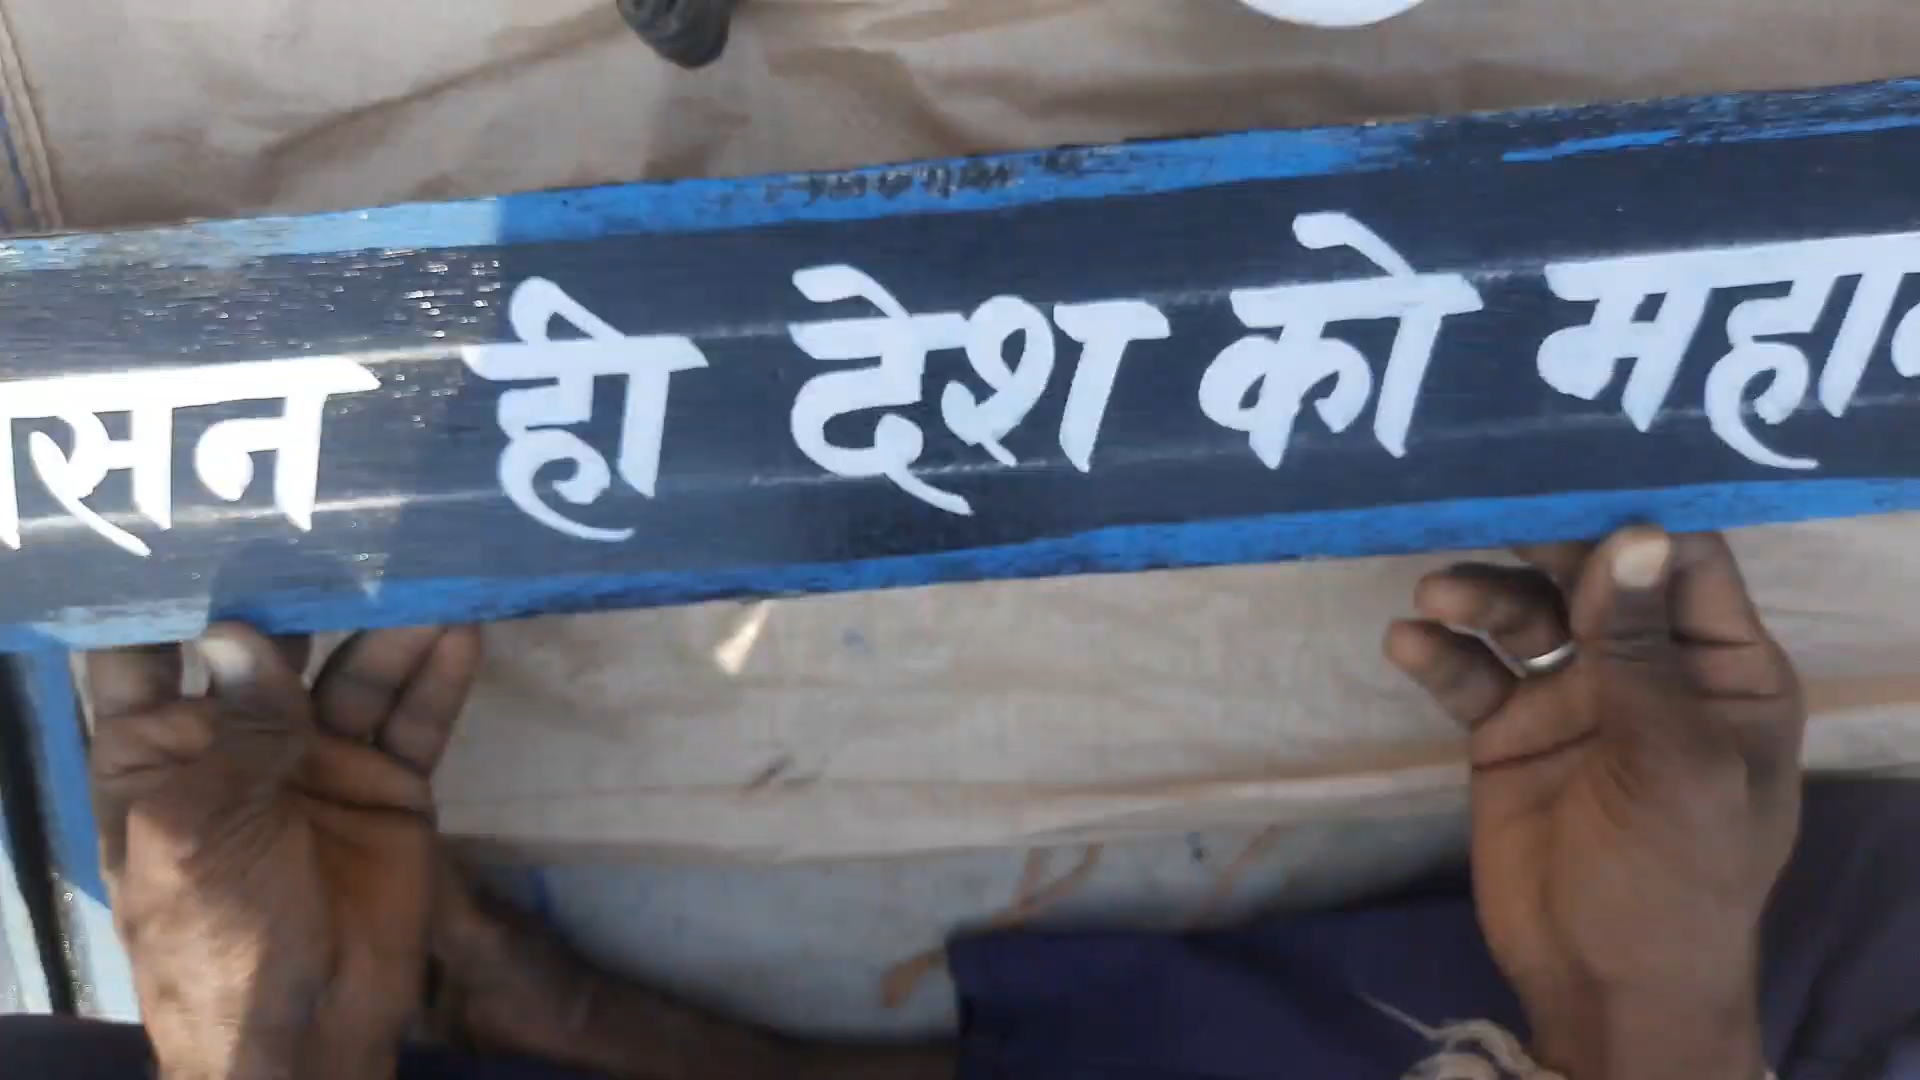 ासन ही देश को महा